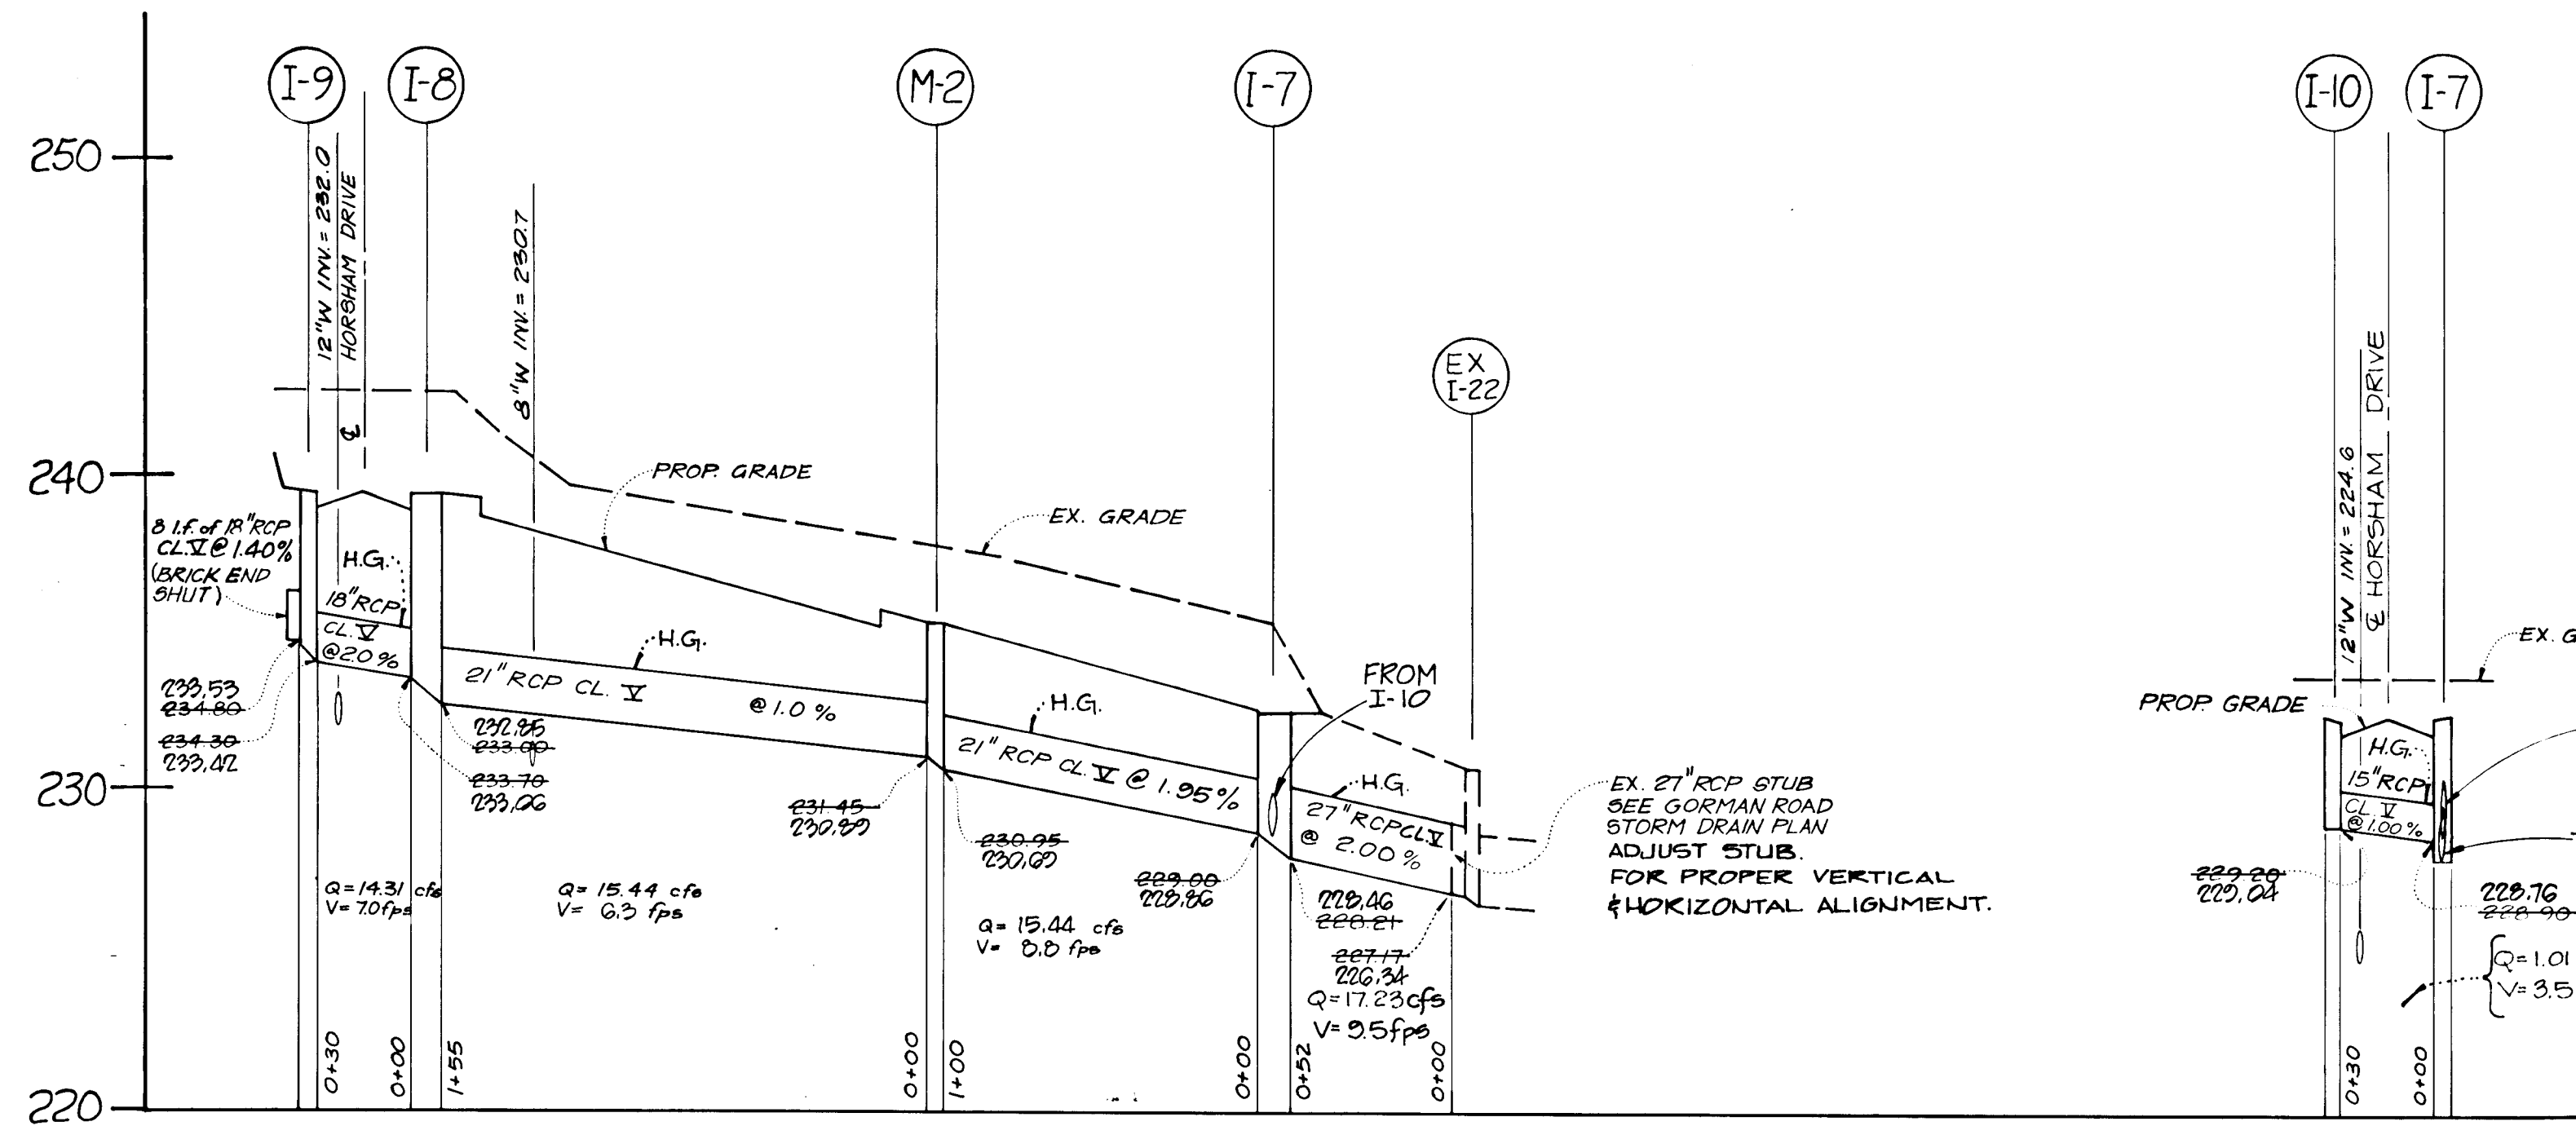 I-9
I-8
M-2
I-7
I-10
I-7
250
240
230
220
12"W INV.= 232.0
HORSHAM DRIVE
℄
8"W INV.= 230.7
EX
I-22
PROP. GRADE
EX. GRADE
8 l.f. of 18"RCP
CL.V @ 1.40%
(BRICK END
SHUT)
H.G.
18"RCP
CL. V
@2.0%
H.G.
21" RCP CL. V @ 1.0%
H.G.
21" RCP CL. V @ 1.95%
FROM
I-10
H.G.
27" RCP CL.V
@ 2.00%
EX. 27" RCP STUB
SEE GORMAN ROAD
STORM DRAIN PLAN
ADJUST STUB.
FOR PROPER VERTICAL
& HORIZONTAL ALIGNMENT.
233.53
234.80
234.30
233.42
232.85
233.00
233.70
233.06
231.45
230.89
230.95
230.69
229.00
228.86
228.46
228.21
227.17
226.34
Q=14.31 cfs
V=7.0fps
Q= 15.44 cfs
V= 6.3 fps
Q= 15.44 cfs
V= 8.8 fps
Q=17.23cfs
V= 9.5fps
0+30
0+00
1+55
0+00
1+00
0+00
0+52
0+00
12"W INV.= 224.6
℄ HORSHAM DRIVE
EX. G
PROP. GRADE
H.G.
15"RCP
CL. V
@1.00%
229.20
229.04
228.76
228.90
Q=1.01
V=3.5
0+30
0+00